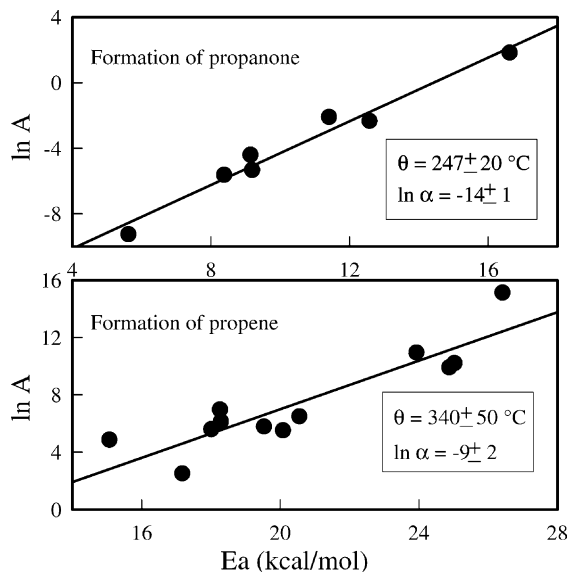 4
Formation of propanone
0
ln A
-4
θ = 247±20 °C
ln α = -14±1
-8
4 8 12 16
16
Formation of propene
12
ln A
8
θ = 340±50 °C
4
ln α = -9±2
0
16 20 24 28
Ea (kcal/mol)